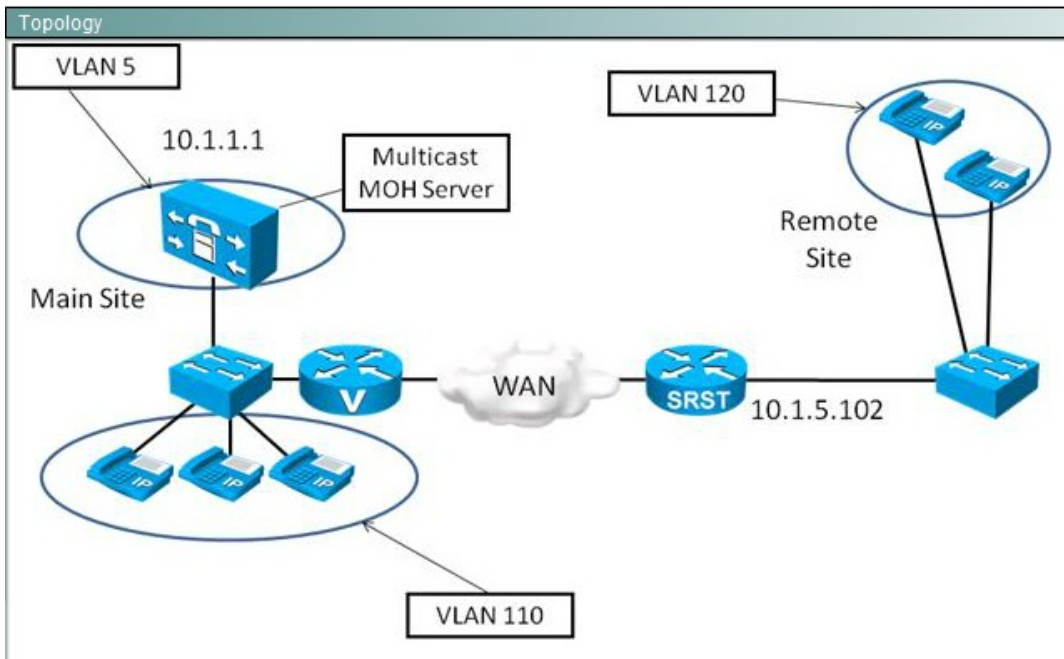 Topology
VLAN 5
10.1.1.1
Multicast
MOH Server
VLAN 120
IP
IP
Remote
Site
Main Site
V
WAN
SRST
10.1.5.102
IP
IP
IP
VLAN 110